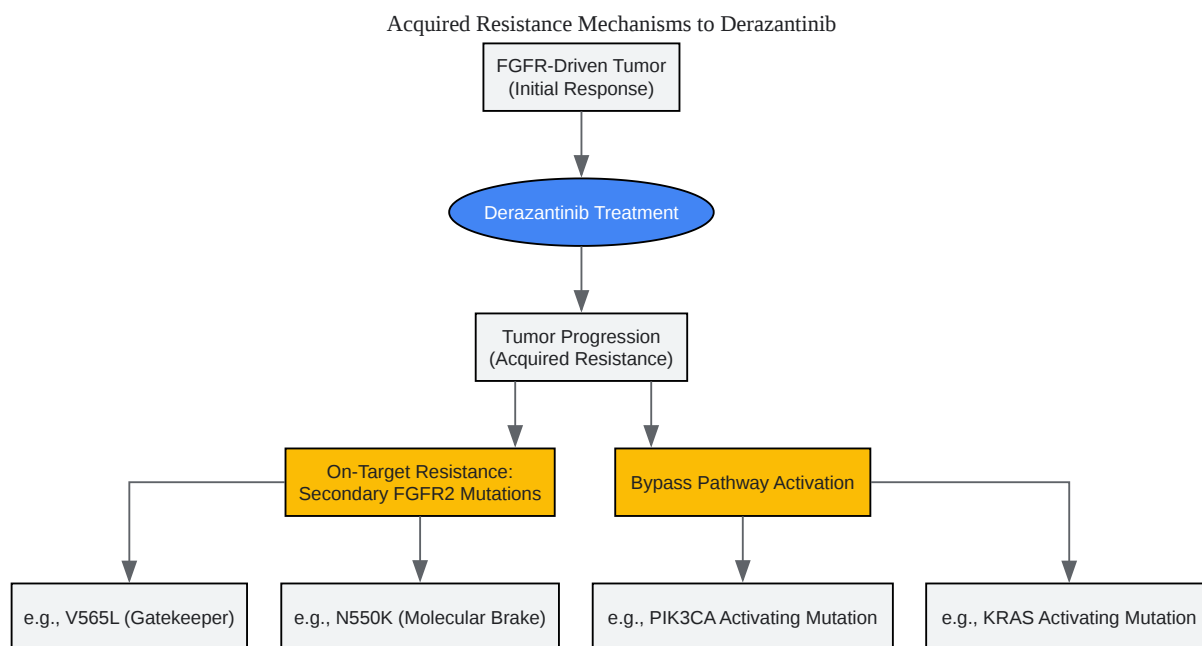 Acquired Resistance Mechanisms to Derazantinib
FGFR-Driven Tumor
(Initial Response)
Derazantinib Treatment
Tumor Progression
(Acquired Resistance)
On-Target Resistance:
Secondary FGFR2 Mutations
Bypass Pathway Activation
e.g., V565L (Gatekeeper)
e.g., N550K (Molecular Brake)
e.g., PIK3CA Activating Mutation
e.g., KRAS Activating Mutation